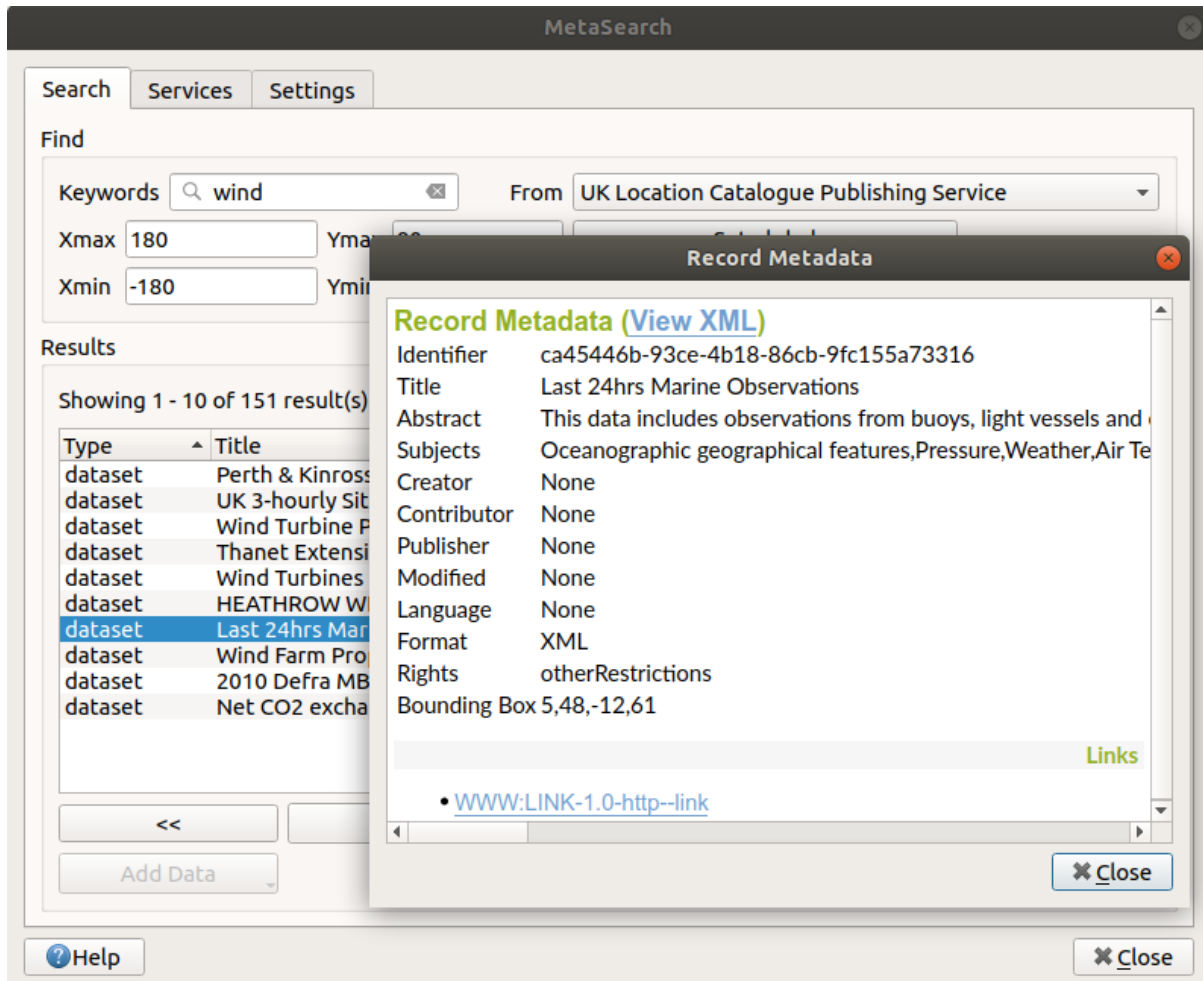 MetaSearch
Search Services Settings
Find
Keywords wind From UK Location Catalogue Publishing Service
Xmax 180
Xmin -180
Record Metadata
Record Metadata (View XML)
Identifier ca45446b-93ce-4b18-86cb-9fc155a73316
Title Last 24hrs Marine Observations
Abstract This data includes observations from buoys, light vessels and
Subjects Oceanographic geographical features,Pressure,Weather,Air Te
Creator None
Contributor None
Publisher None
Modified None
Language None
Format XML
Rights otherRestrictions
Bounding Box 5,48,-12,61
Links
• WWW:LINK-1.0-http--link
Close
Results
Showing 1 - 10 of 151 result(s)
Type Title
dataset Perth & Kinross
dataset UK 3-hourly Sit
dataset Wind Turbine P
dataset Thanet Extensi
dataset Wind Turbines
dataset HEATHROW WI
dataset Last 24hrs Mar
dataset Wind Farm Pro
dataset 2010 Defra MB
dataset Net CO2 excha
<<
Add Data
Help Close